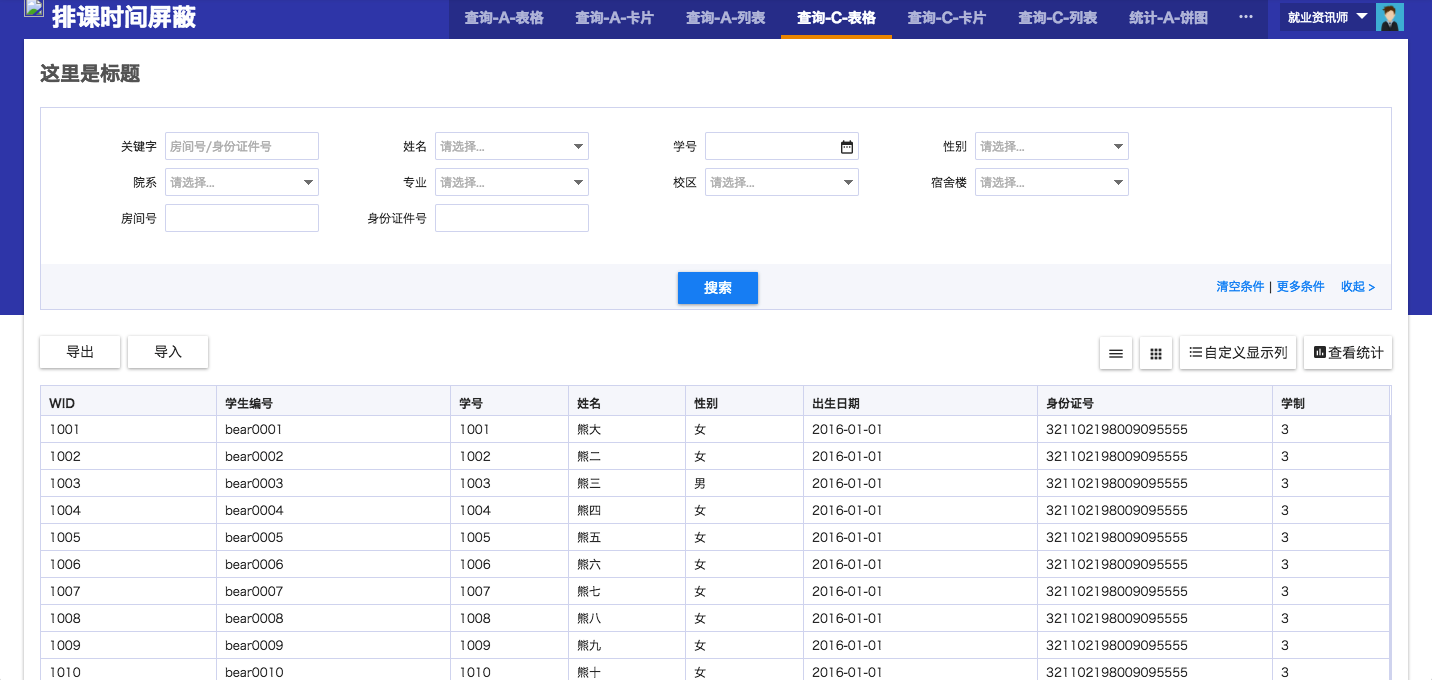 排课时间屏蔽 查询-A-表格 查询-A-卡片 查询-A-列表 查询-C-表格 查询-C-卡片 查询-C-列表 统计-A-饼图 ··· 就业资讯师
这里是标题
关键字 房间号/身份证件号 姓名 请选择... 学号 性别 请选择...
院系 请选择... 专业 请选择... 校区 请选择... 宿舍楼 请选择...
房间号 身份证件号
搜索 清空条件 | 更多条件 收起 >
导出 导入 自定义显示列 查看统计
WID 学生编号 学号 姓名 性别 出生日期 身份证号 学制
1001 bear0001 1001 熊大 女 2016-01-01 321102198009095555 3
1002 bear0002 1002 熊二 女 2016-01-01 321102198009095555 3
1003 bear0003 1003 熊三 男 2016-01-01 321102198009095555 3
1004 bear0004 1004 熊四 女 2016-01-01 321102198009095555 3
1005 bear0005 1005 熊五 女 2016-01-01 321102198009095555 3
1006 bear0006 1006 熊六 女 2016-01-01 321102198009095555 3
1007 bear0007 1007 熊七 女 2016-01-01 321102198009095555 3
1008 bear0008 1008 熊八 女 2016-01-01 321102198009095555 3
1009 bear0009 1009 熊九 女 2016-01-01 321102198009095555 3
1010 bear0010 1010 熊十 女 2016-01-01 321102198009095555 3